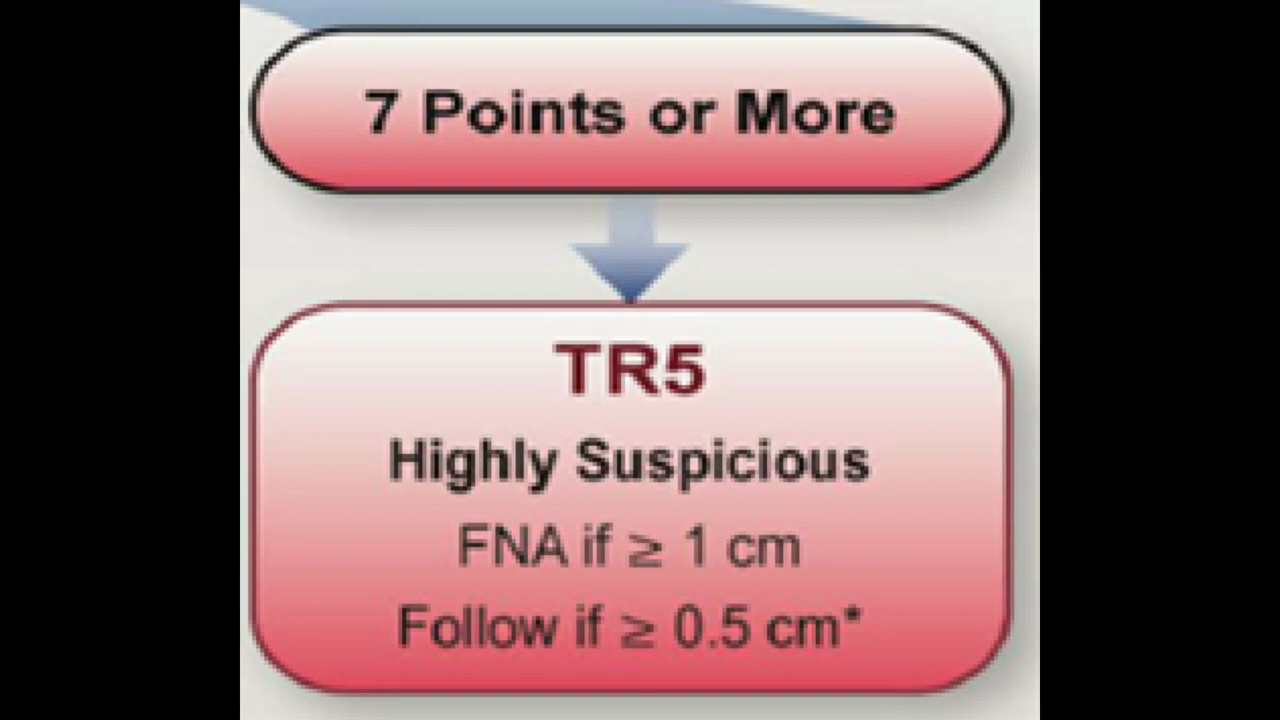 7 Points or More
TR5
Highly Suspicious
FNA if ≥ 1 cm
Follow if ≥ 0.5 cm*